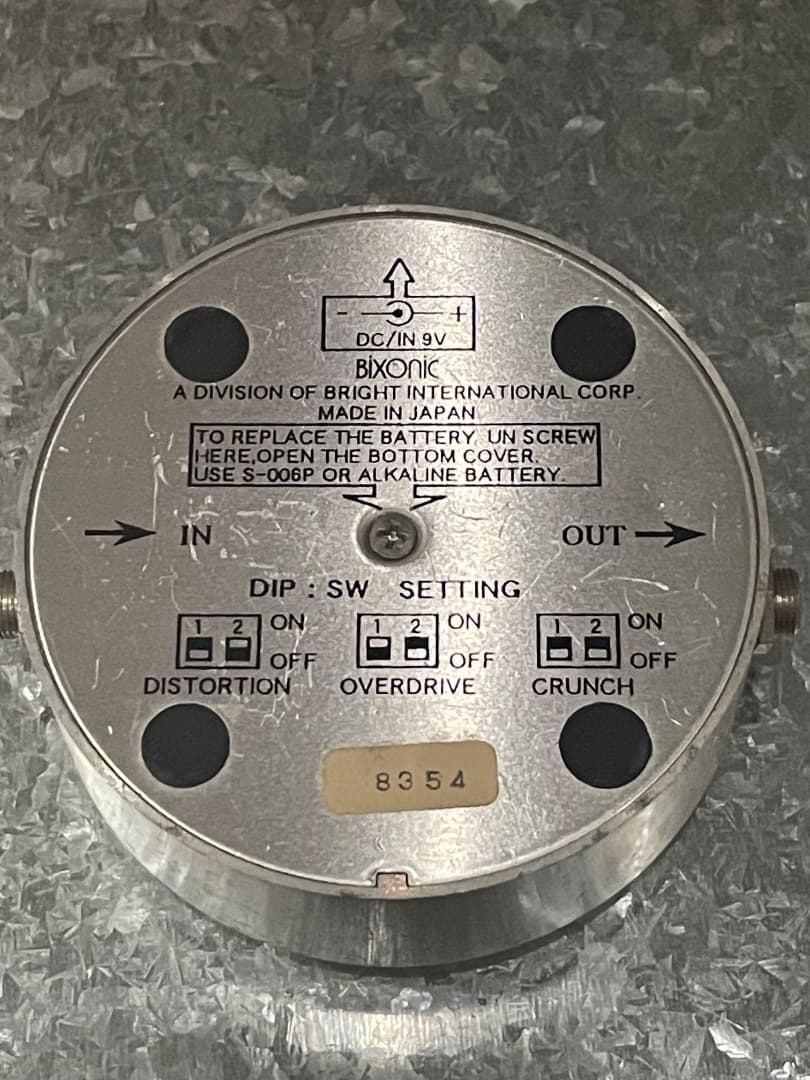 - +
DC/IN 9V
BiXOnic
A DIVISION OF BRIGHT INTERNATIONAL CORP.
MADE IN JAPAN
TO REPLACE THE BATTERY, UN SCREW
HERE,OPEN THE BOTTOM COVER.
USE S-006P OR ALKALINE BATTERY.
IN OUT
DIP : SW SETTING
1 2 ON 1 2 ON 1 2 ON
OFF OFF OFF
DISTORTION OVERDRIVE CRUNCH
8354